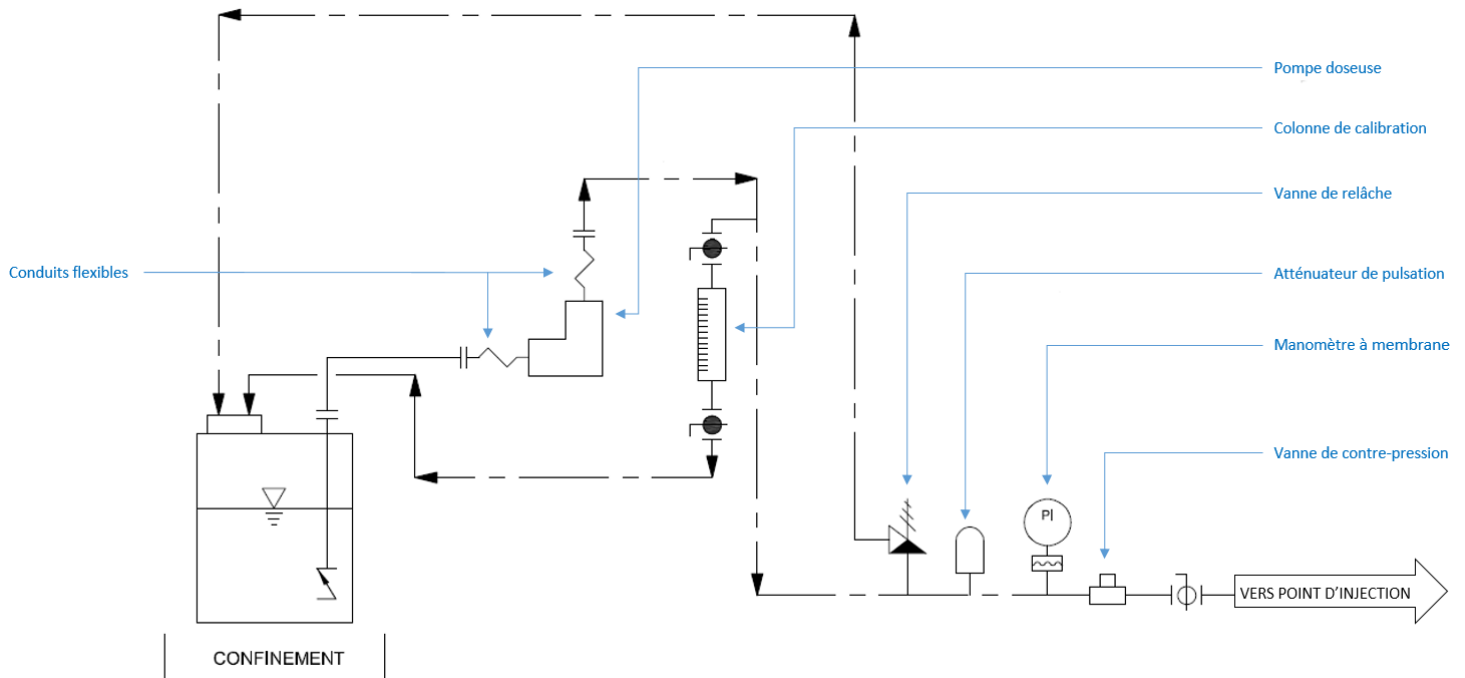 Pompe doseuse
Colonne de calibration
Vanne de relâche
Conduits flexibles
Atténuateur de pulsation
Manomètre à membrane
Vanne de contre-pression
PI
VERS POINT D'INJECTION
CONFINEMENT